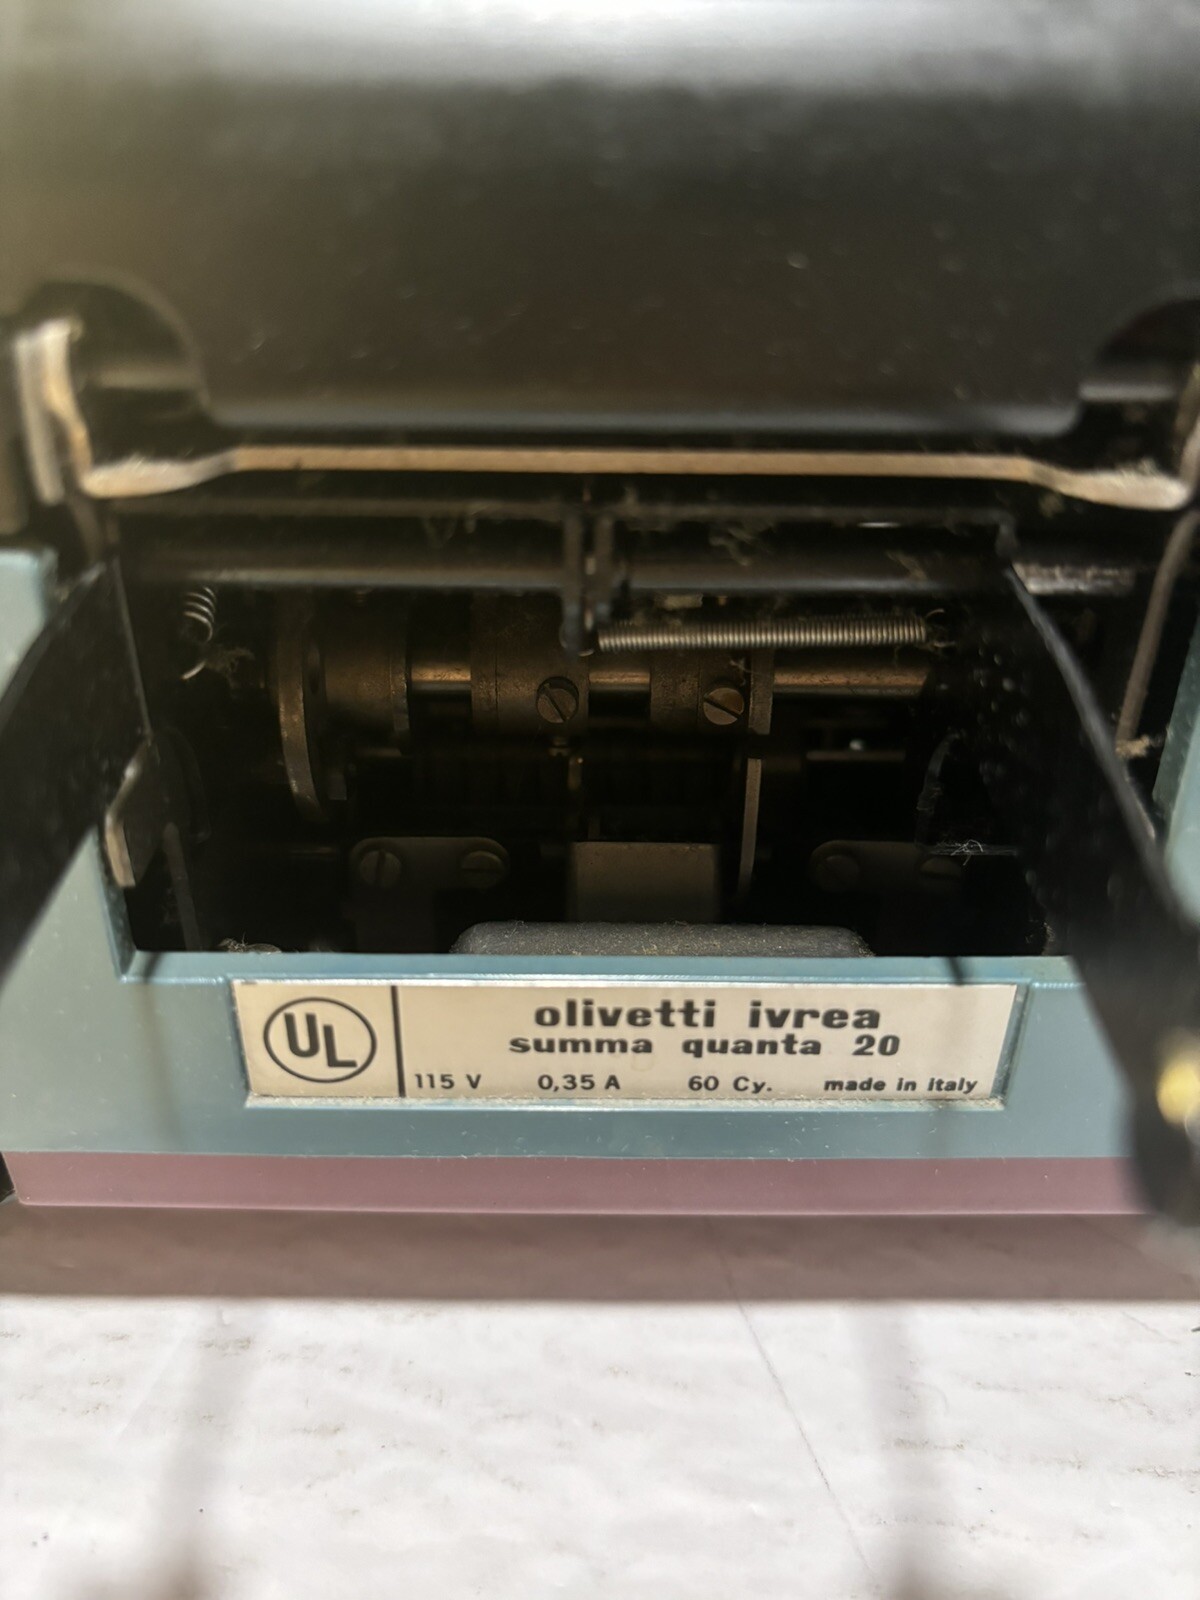 UL
olivetti ivrea
summa quanta 20
115 V 0,35 A 60 Cy. made in italy